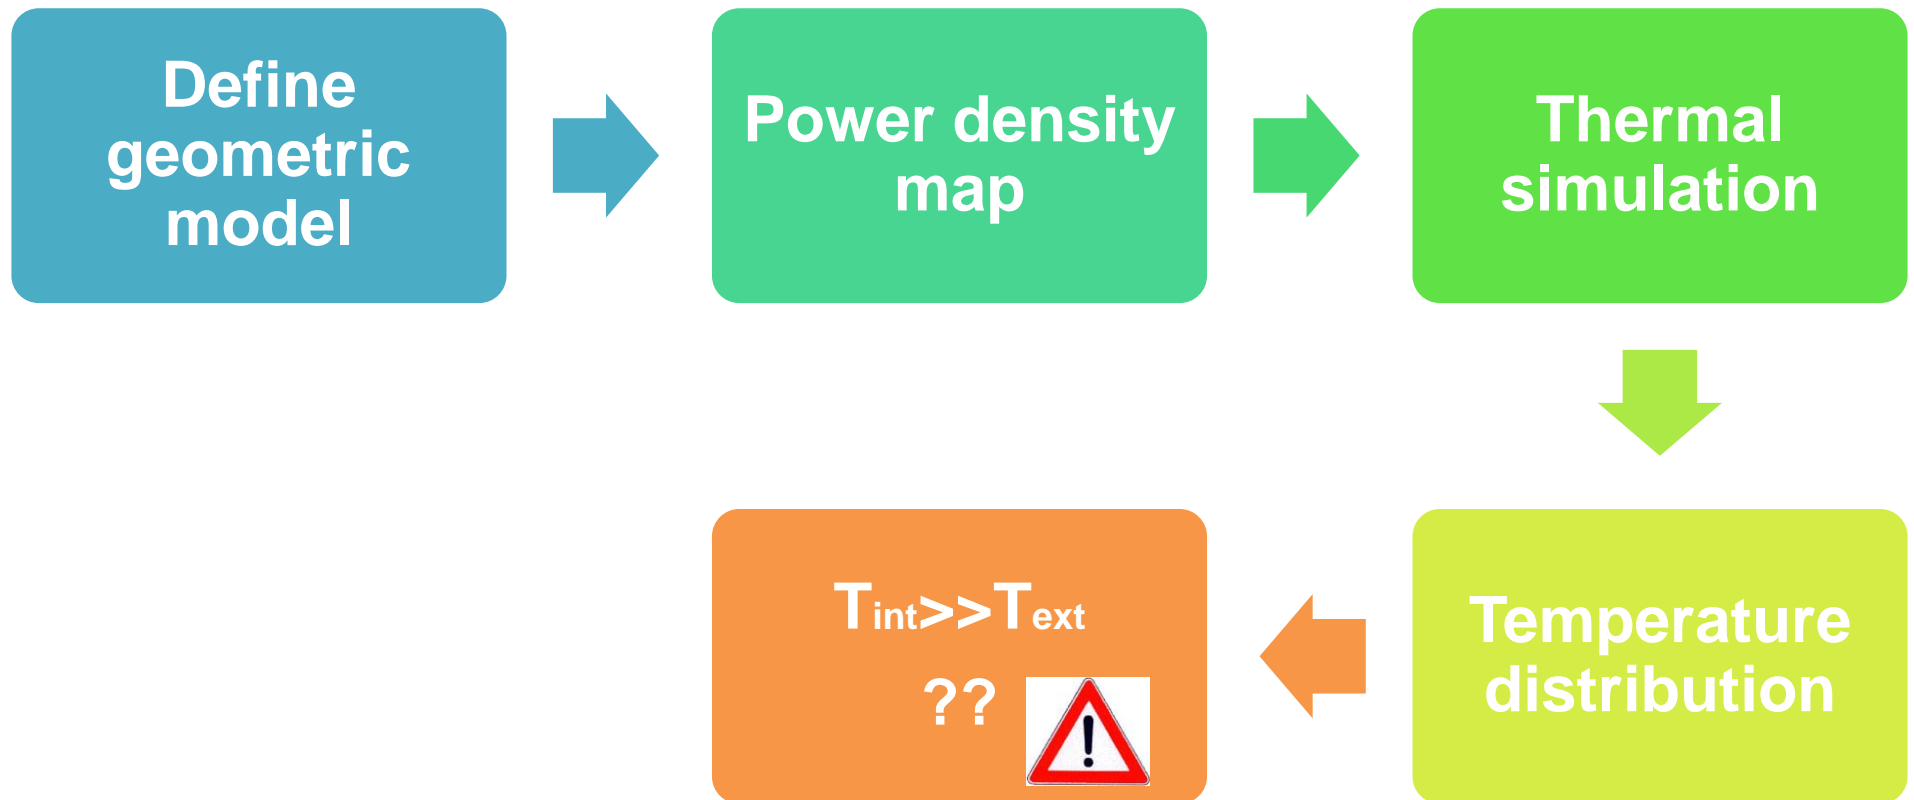 Define
geometric
model
Power density
map
Thermal
simulation
Temperature
distribution
Tint>>Text
??
!